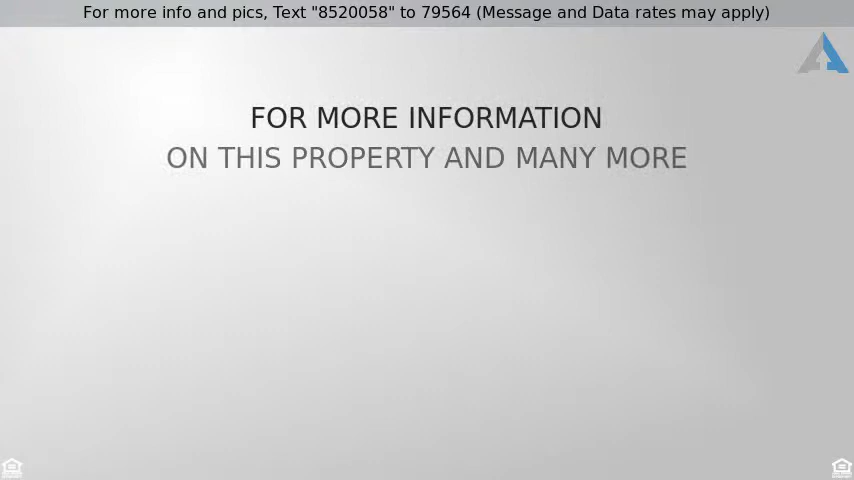 For more info and pics, Text "8520058" to 79564 (Message and Data rates may apply)
FOR MORE INFORMATION
ON THIS PROPERTY AND MANY MORE